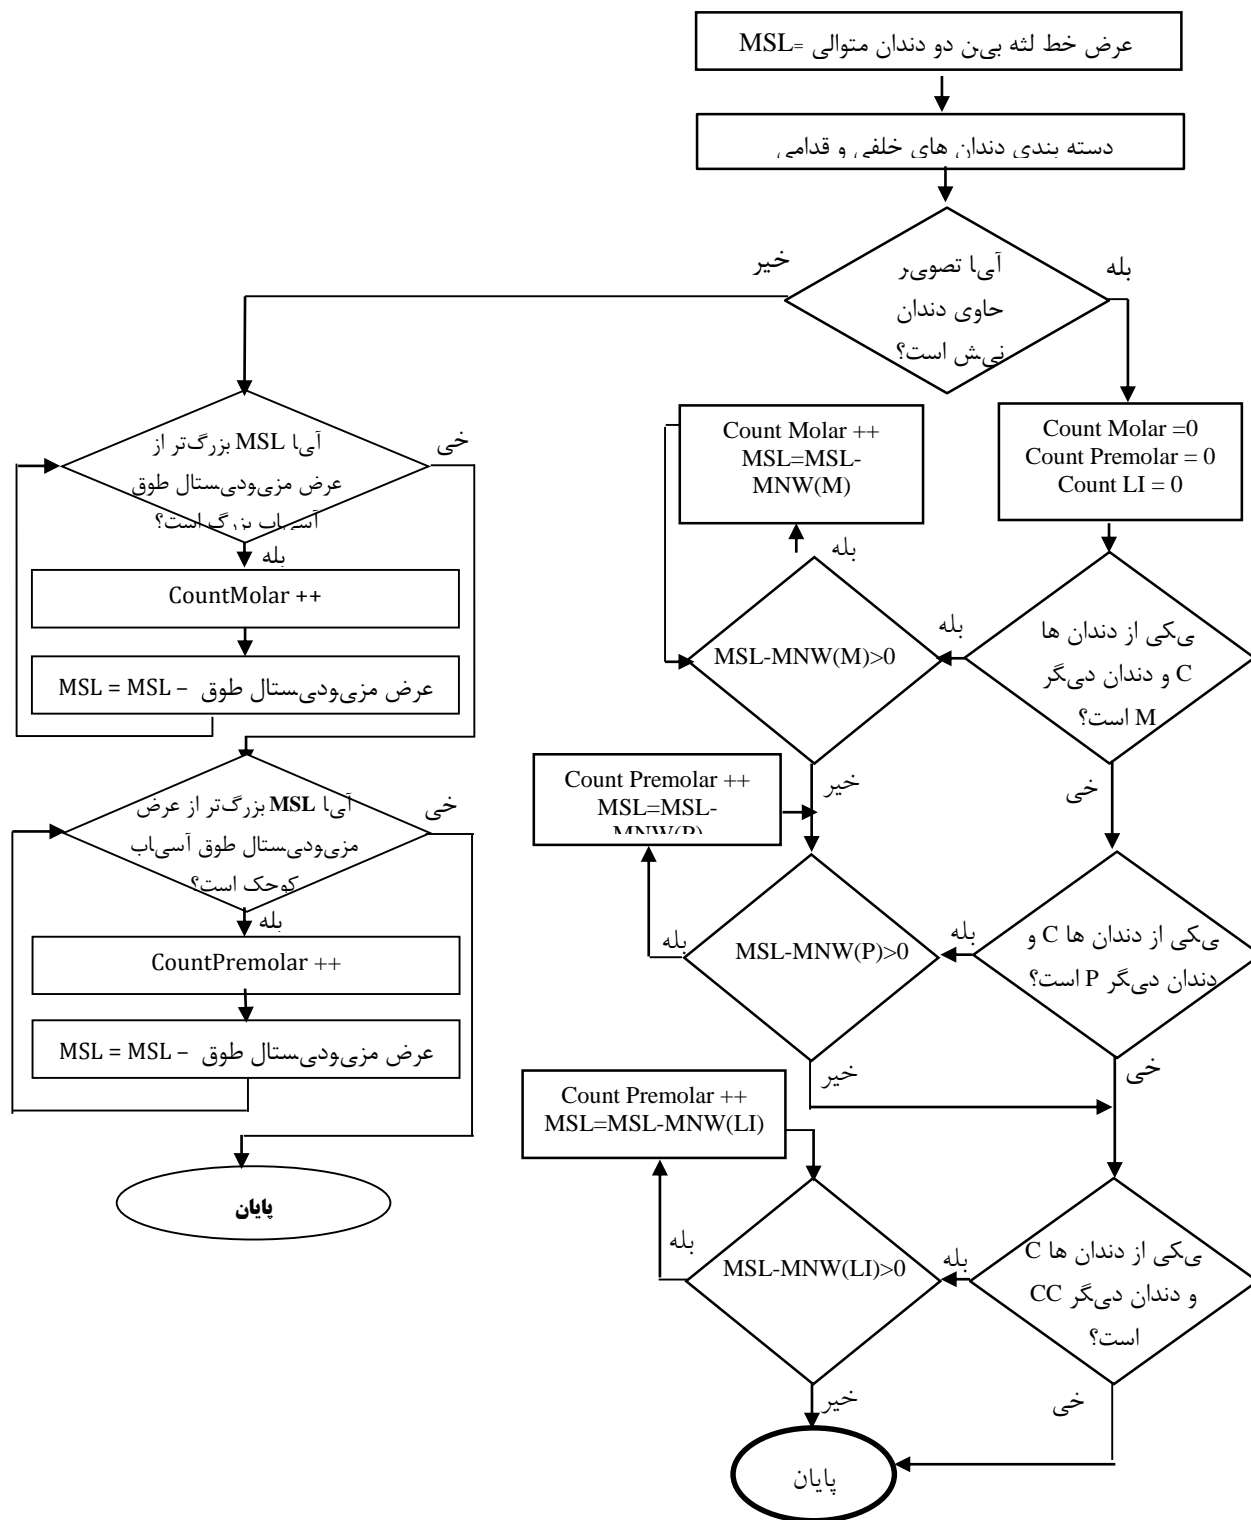 عرض خط لثه بین دو دندان متوالی =MSL
دسته بندی دندان های خلفی و قدامی
آیا تصویر
حاوی دندان
نیش است؟
خیر
بله
Count Molar =0
Count Premolar = 0
Count LI = 0
Count Molar ++
MSL=MSL-
MNW(M)
بله
یکی از دندان ها
C و دندان دیگر
M است؟
بله
خی
MSL-MNW(M)>0
خیر
Count Premolar ++
MSL=MSL-
MNW(P)
یکی از دندان ها C و
دندان دیگر P است؟
بله
خی
MSL-MNW(P)>0
بله
خیر
Count Premolar ++
MSL=MSL-MNW(LI)
یکی از دندان ها C
و دندان دیگر CC
است؟
بله
خی
MSL-MNW(LI)>0
بله
خیر
پایان
آیا MSL بزرگ‌تر از
عرض مزیودیستال طوق
آسیاب بزرگ است؟
خی
بله
CountMolar ++
MSL = MSL – عرض مزیودیستال طوق
آیا MSL بزرگ‌تر از عرض
مزیودیستال طوق آسیاب
کوچک است؟
خی
بله
CountPremolar ++
MSL = MSL – عرض مزیودیستال طوق
پایان